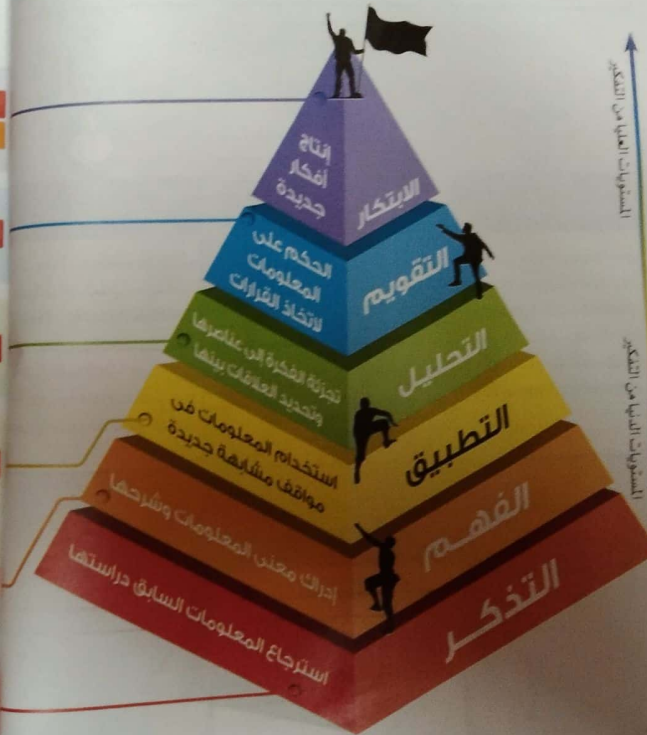 المستويات العليا من التفكير
المستويات الدنيا من التفكير
الابتكار
إنتاج
أفكار
جديدة
التقويم
الحكم على
المعلومات
لاتخاذ القرارات
التحليل
تجزئة الفكرة إلى عناصرها
وتحديد العلاقات بينها
التطبيق
استخدام المعلومات فى
مواقف مشابهة جديدة
الفهم
إدراك معنى المعلومات وشرحها
التذكر
استرجاع المعلومات السابق دراستها